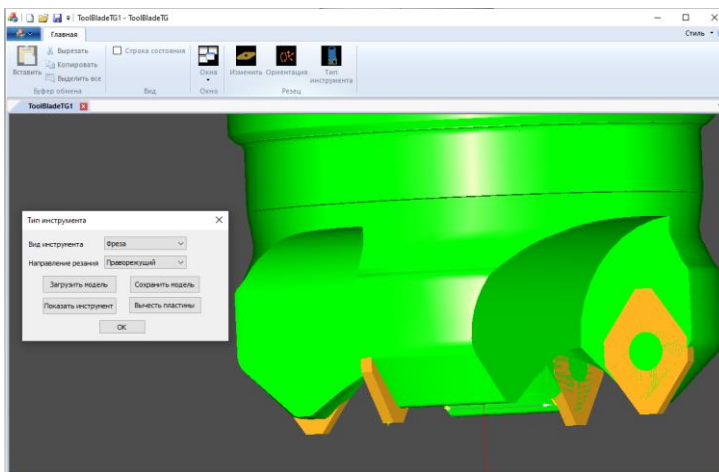 ToolBladeTG1 - ToolBladeTG
Главная
Стиль
Вставить
Вырезать
Копировать
Выделить все
Буфер обмена
Строка состояния
Вид
Окна
Окно
Изменить
Ориентация
Тип
инструмента
Резец
ToolBladeTG1
Тип инструмента
Вид инструмента
Фреза
Направление резания
Праворежущий
Загрузить модель
Сохранить модель
Показать инструмент
Вычесть пластины
ОК